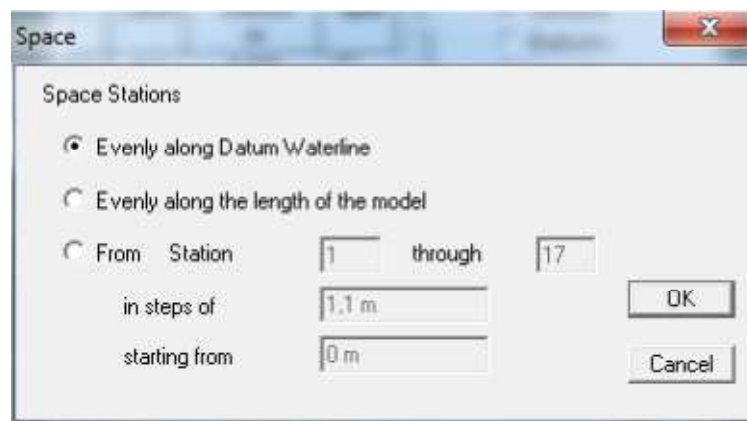 Space
Space Stations
Evenly along Datum Waterline
Evenly along the length of the model
From Station 1 through 17
in steps of 1,1 m
OK
starting from 0 m
Cancel